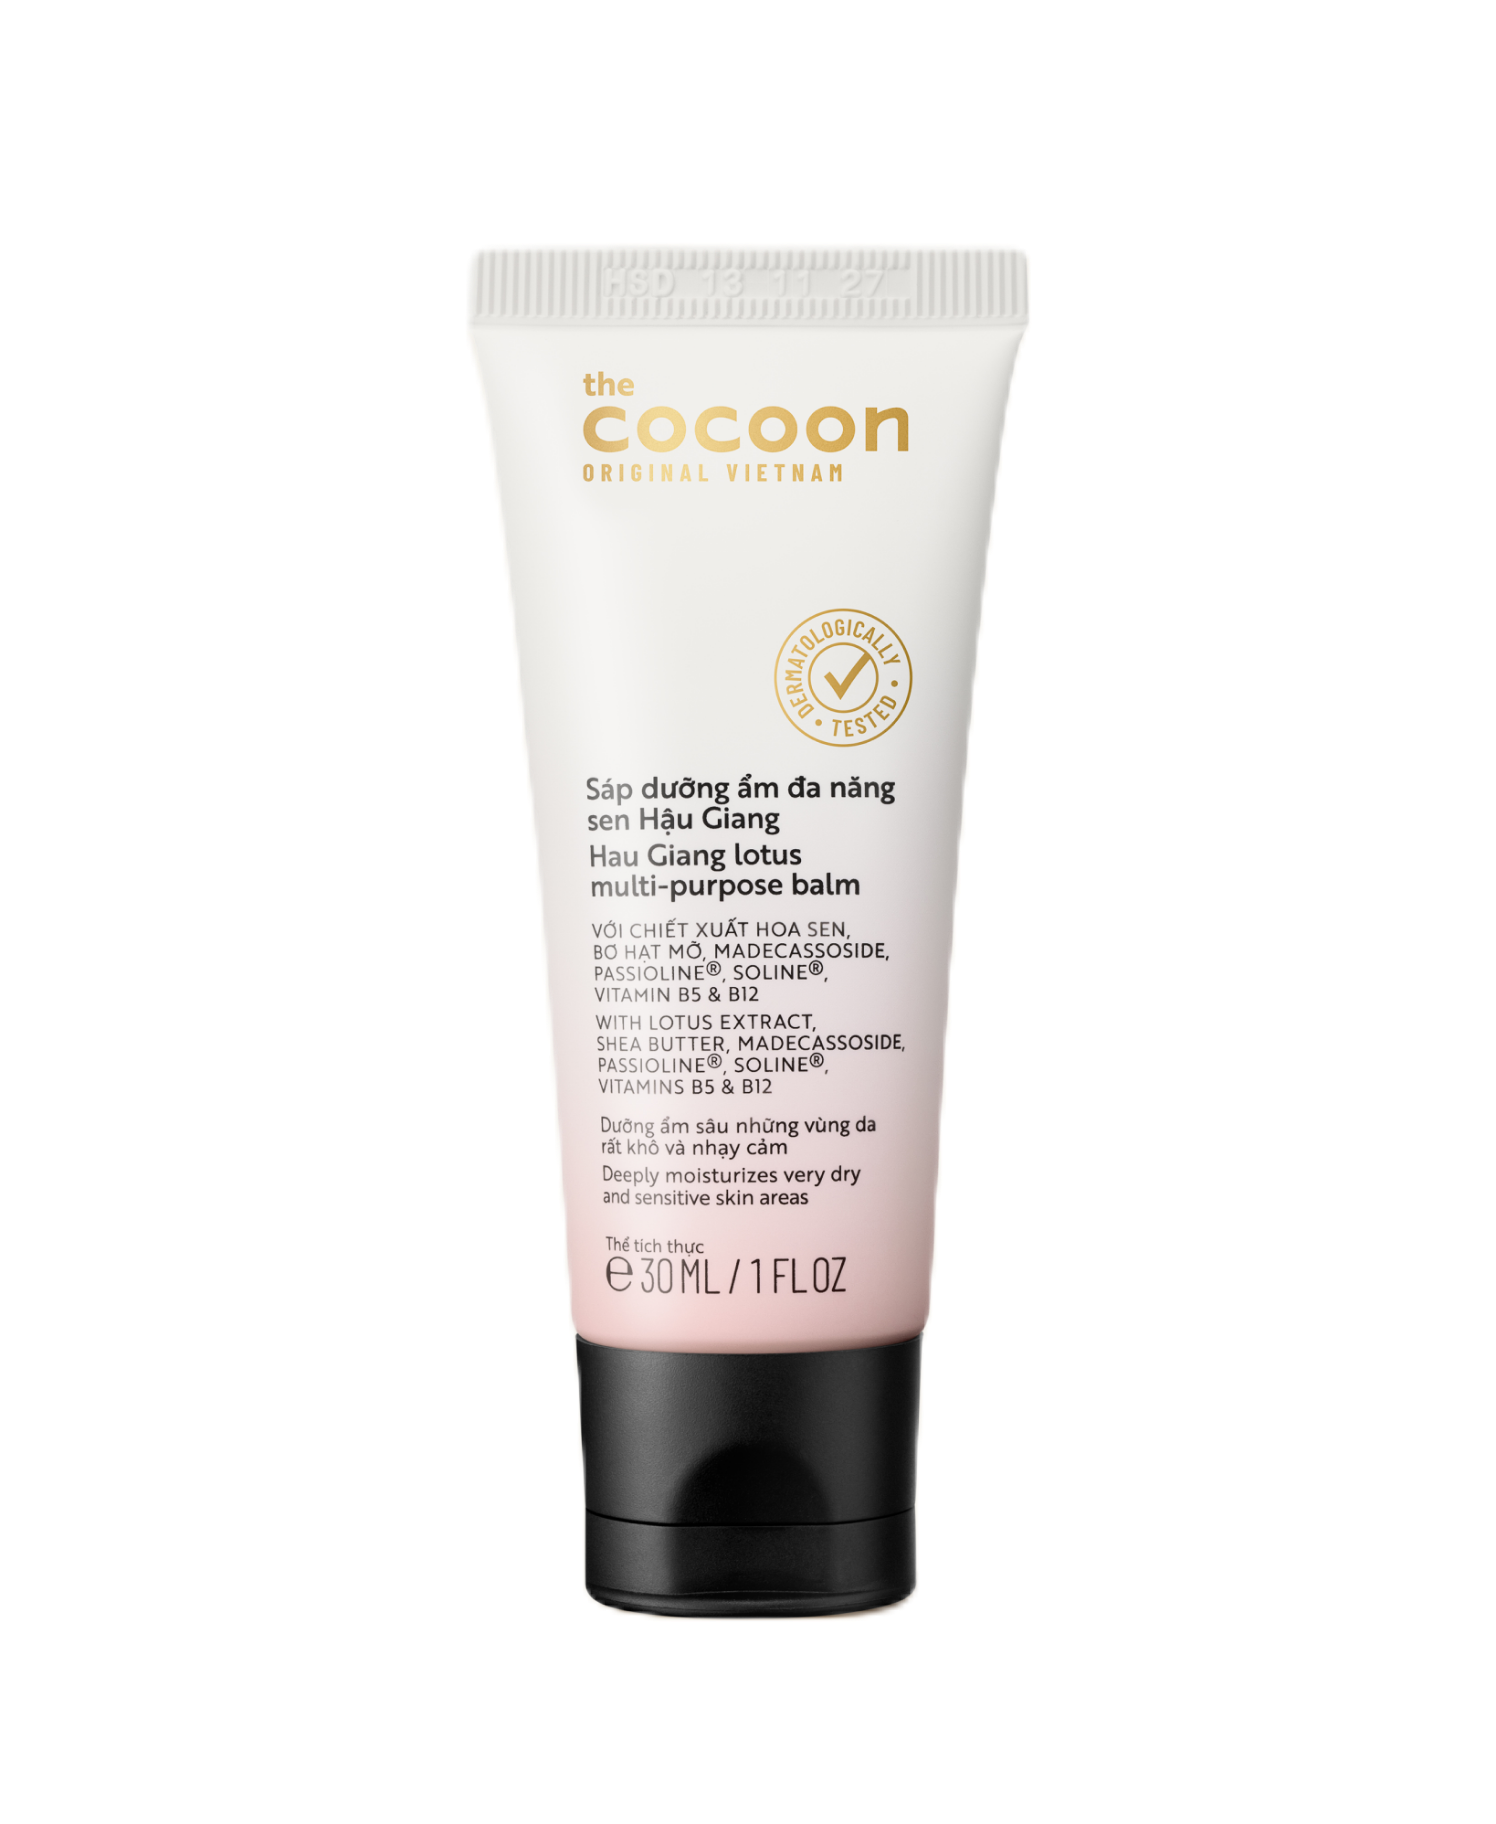 HSD 13 11 27
the
cocoon
ORIGINAL VIETNAM
DERMATOLOGICALLY
• TESTED •
Sáp dưỡng ẩm đa năng
sen Hậu Giang
Hau Giang lotus
multi-purpose balm
VỚI CHIẾT XUẤT HOA SEN,
BƠ HẠT MỠ, MADECASSOSIDE,
PASSIOLINE®, SOLINE®,
VITAMIN B5 & B12
WITH LOTUS EXTRACT,
SHEA BUTTER, MADECASSOSIDE,
PASSIOLINE®, SOLINE®,
VITAMINS B5 & B12
Dưỡng ẩm sâu những vùng da
rất khô và nhạy cảm
Deeply moisturizes very dry
and sensitive skin areas
Thể tích thực
℮ 30 ML / 1 FL OZ